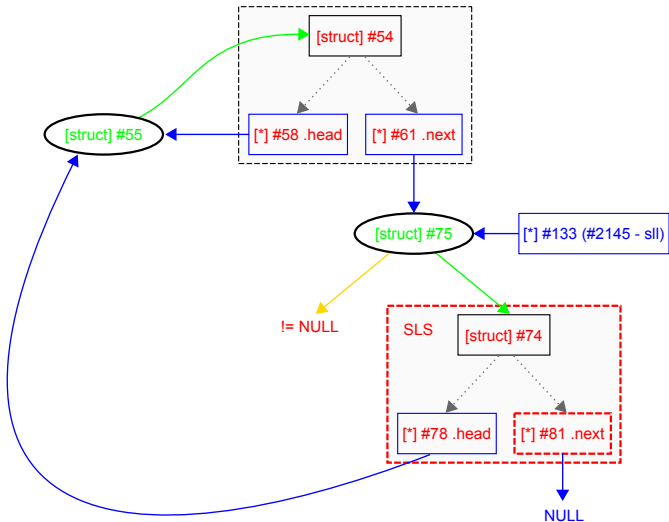 [struct] #54
[struct] #55
[*] #58 .head
[*] #61 .next
[struct] #75
[*] #133 (#2145 - sll)
!= NULL
SLS
[struct] #74
[*] #78 .head
[*] #81 .next
NULL